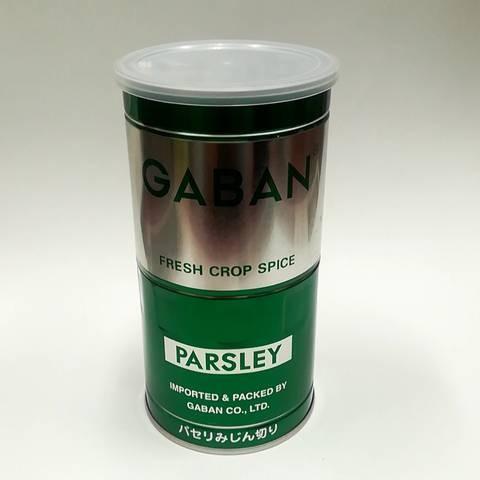 GABAN
FRESH CROP SPICE
PARSLEY
IMPORTED & PACKED BY
GABAN CO., LTD.
パセリみじん切り